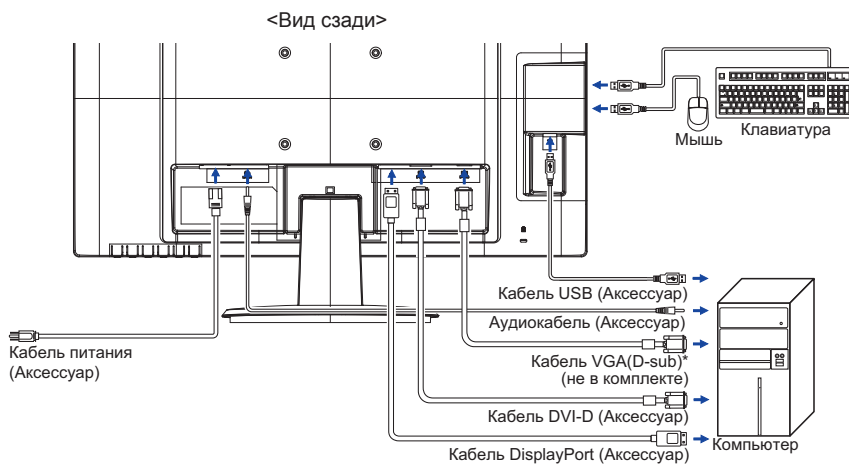 <Вид сзади>
Мышь
Клавиатура
Кабель USB (Аксессуар)
Аудиокабель (Аксессуар)
Кабель питания
(Аксессуар)
Кабель VGA(D-sub)*
(не в комплекте)
Кабель DVI-D (Аксессуар)
Компьютер
Кабель DisplayPort (Аксессуар)